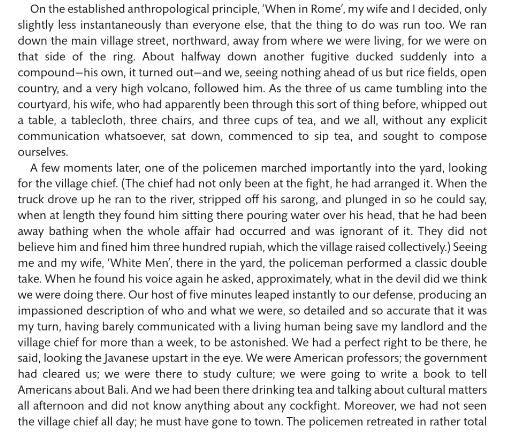 On the established anthropological principle, 'When in Rome', my wife and I decided, only
slightly less instantaneously than everyone else, that the thing to do was run too. We ran
down the main village street, northward, away from where we were living, for we were on
that side of the ring. About halfway down another fugitive ducked suddenly into a
compound—his own, it turned out—and we, seeing nothing ahead of us but rice fields, open
country, and a very high volcano, followed him. As the three of us came tumbling into the
courtyard, his wife, who had apparently been through this sort of thing before, whipped out
a table, a tablecloth, three chairs, and three cups of tea, and we all, without any explicit
communication whatsoever, sat down, commenced to sip tea, and sought to compose
ourselves.
A few moments later, one of the policemen marched importantly into the yard, looking
for the village chief. (The chief had not only been at the fight, he had arranged it. When the
truck drove up he ran to the river, stripped off his sarong, and plunged in so he could say,
when at length they found him sitting there pouring water over his head, that he had been
away bathing when the whole affair had occurred and was ignorant of it. They did not
believe him and fined him three hundred rupiah, which the village raised collectively.) Seeing
me and my wife, 'White Men', there in the yard, the policeman performed a classic double
take. When he found his voice again he asked, approximately, what in the devil did we think
we were doing there. Our host of five minutes leaped instantly to our defense, producing an
impassioned description of who and what we were, so detailed and so accurate that it was
my turn, having barely communicated with a living human being save my landlord and the
village chief for more than a week, to be astonished. We had a perfect right to be there, he
said, looking the Javanese upstart in the eye. We were American professors; the government
had cleared us; we were there to study culture; we were going to write a book to tell
Americans about Bali. And we had been there drinking tea and talking about cultural matters
all afternoon and did not know anything about any cockfight. Moreover, we had not seen
the village chief all day; he must have gone to town. The policemen retreated in rather total